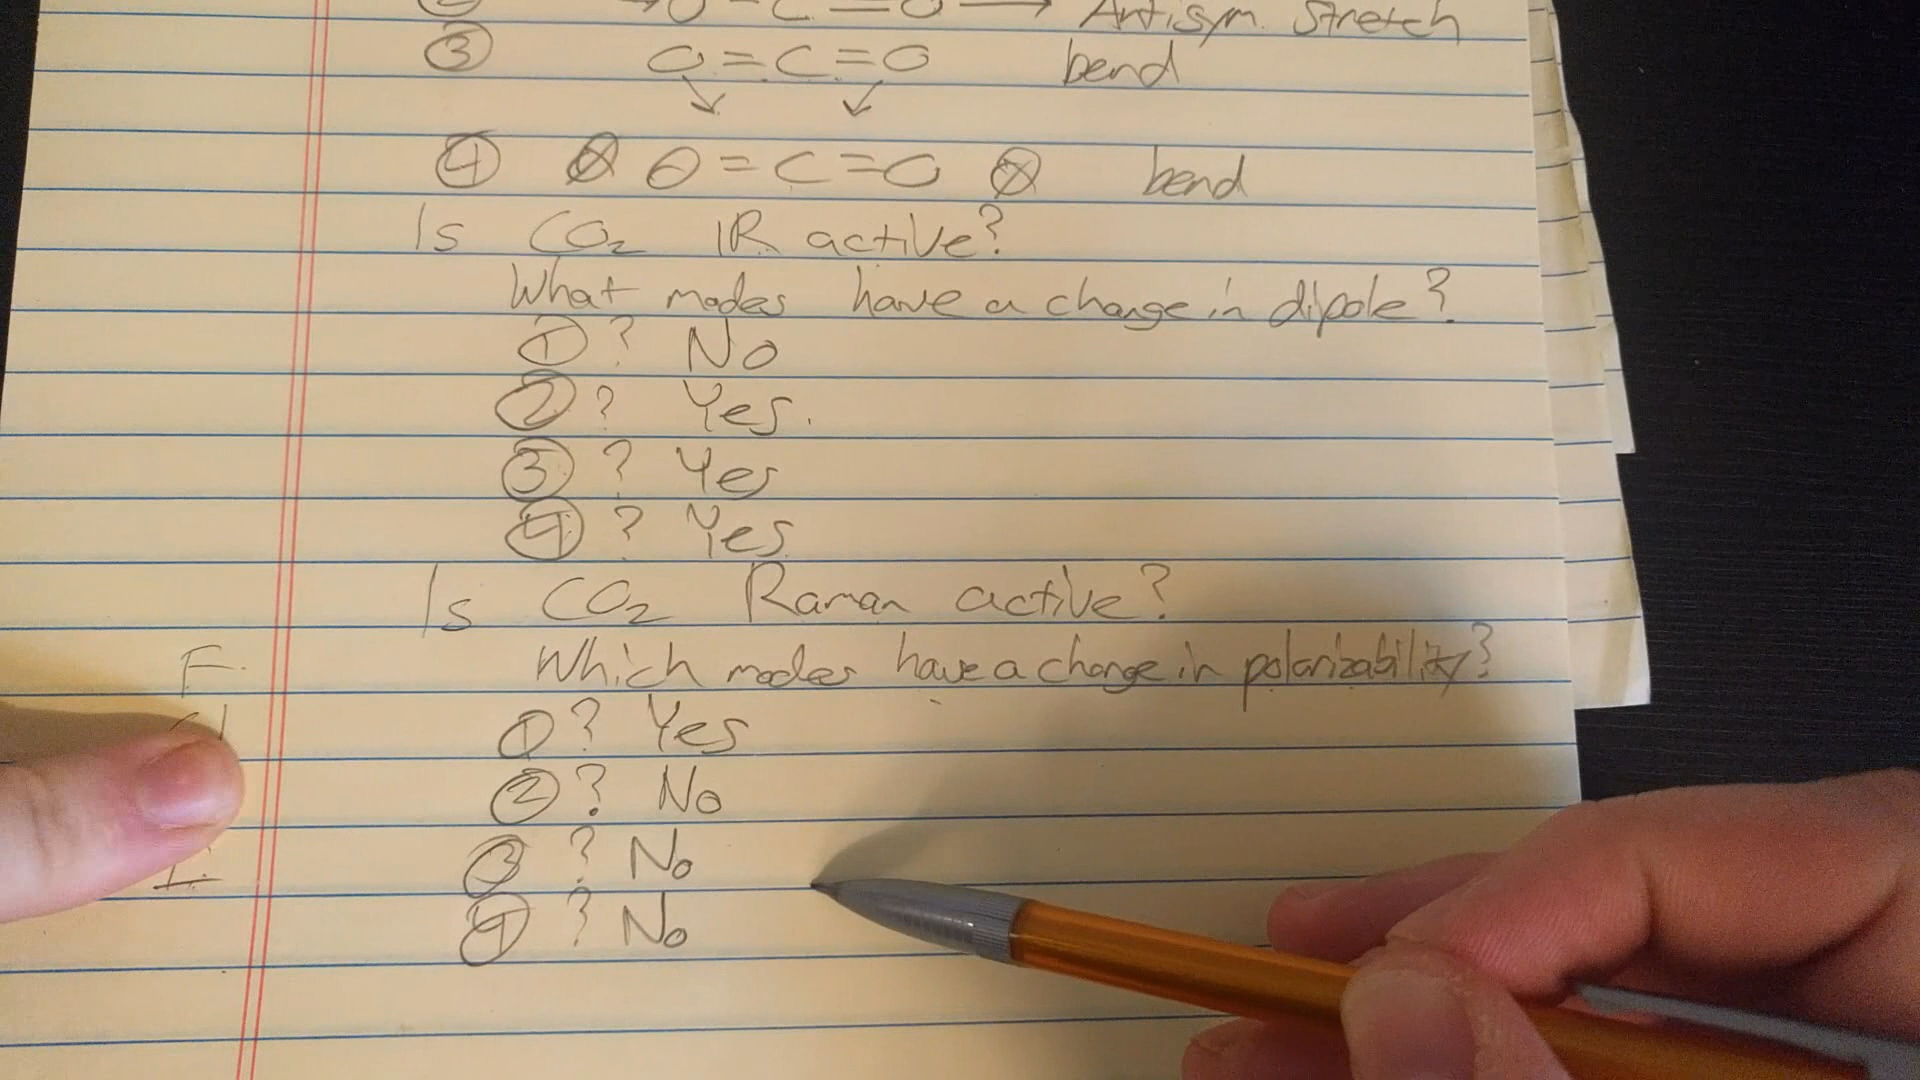 ② O=C=O Antisym. Stretch
③ O=C=O bend
④ ⊗ O=C=O ⊗ bend
Is CO₂ IR active?
What modes have a change in dipole?
① ? No
② ? Yes.
③ ? Yes
④ ? Yes
Is CO₂ Raman active?
F.
Which modes have a change in polarizability?
① ? Yes
② ? No
③ ? No
④ ? No